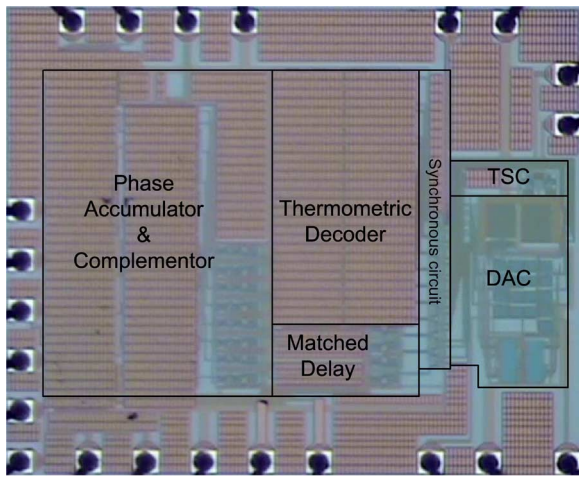 Phase
Accumulator
&
Complementor
Thermometric
Decoder
Matched
Delay
Synchronous circuit
TSC
DAC